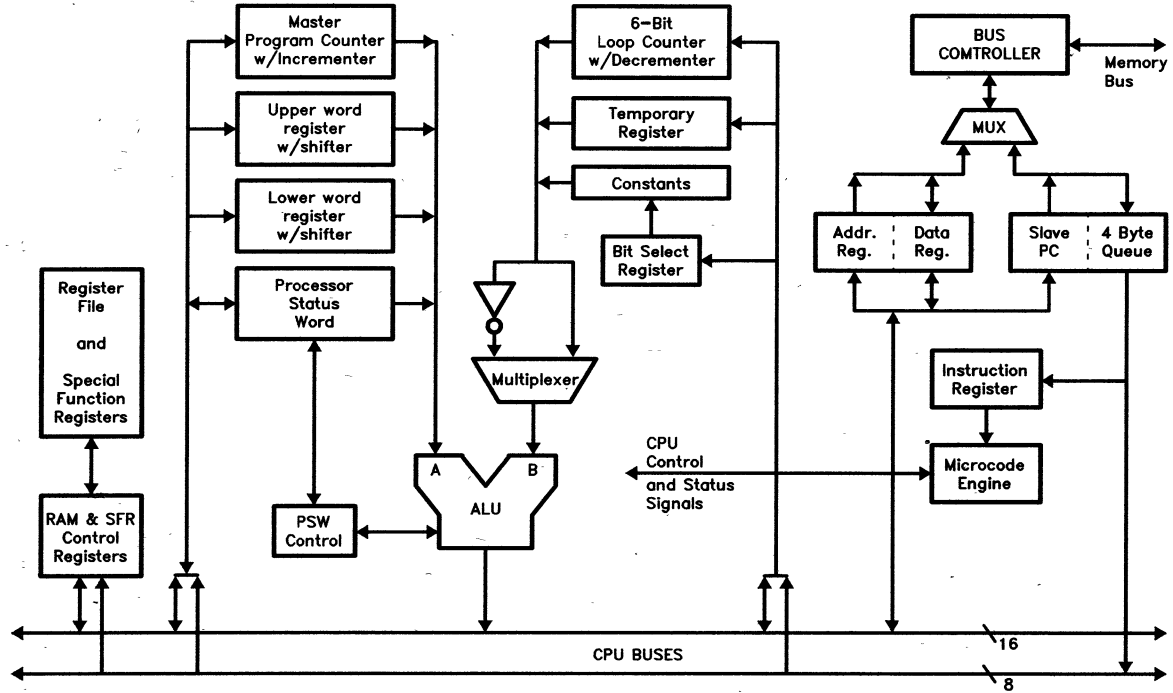 Master
Program Counter
w/Incrementer
Upper word
register
w/shifter
Lower word
register
w/shifter
Processor
Status
Word
6-Bit
Loop Counter
w/Decrementer
Temporary
Register
Constants
Bit Select
Register
BUS
COMTROLLER
Memory
Bus
MUX
Addr.
Reg.
Data
Reg.
Slave
PC
4 Byte
Queue
Register
File
and
Special
Function
Registers
Multiplexer
Instruction
Register
A
B
ALU
CPU
Control
and Status
Signals
Microcode
Engine
RAM & SFR
Control
Registers
PSW
Control
16
CPU BUSES
8